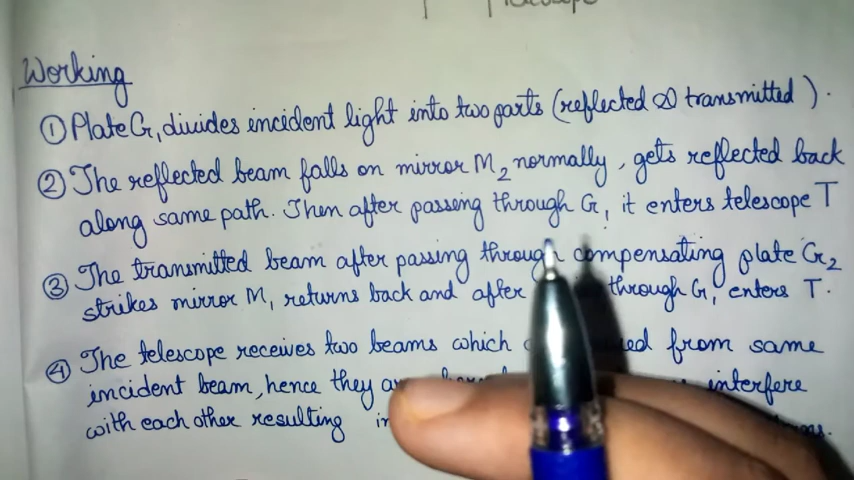 Telescope
Working
① Plate G₁ divides incident light into two parts (reflected & transmitted).
② The reflected beam falls on mirror M₂ normally, gets reflected back
along same path. Then after passing through G₁ it enters telescope T
③ The transmitted beam after passing through compensating plate G₂
strikes mirror M₁ returns back and after through G₁ enters T.
④ The telescope receives two beams which from same
incident beam, hence they interfere
with each other resulting